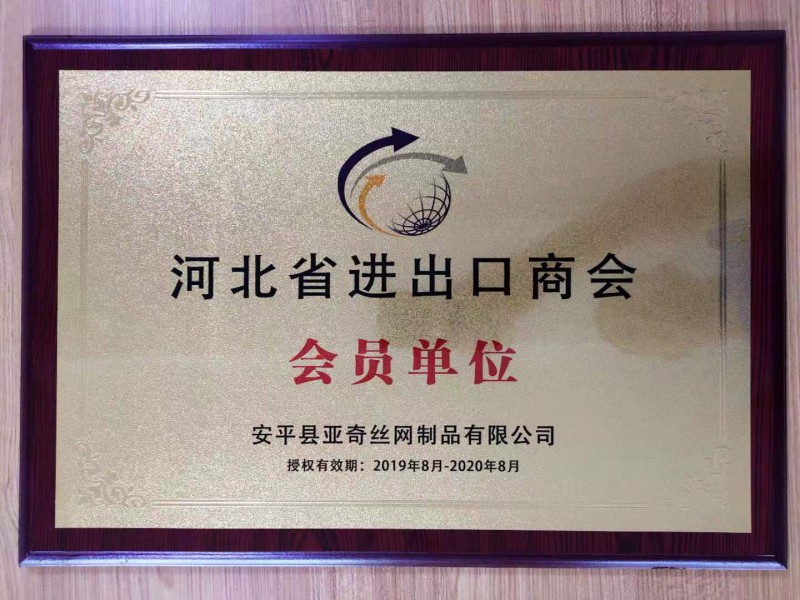 河北省进出口商会
会员单位
安平县亚奇丝网制品有限公司
授权有效期：2019年8月-2020年8月